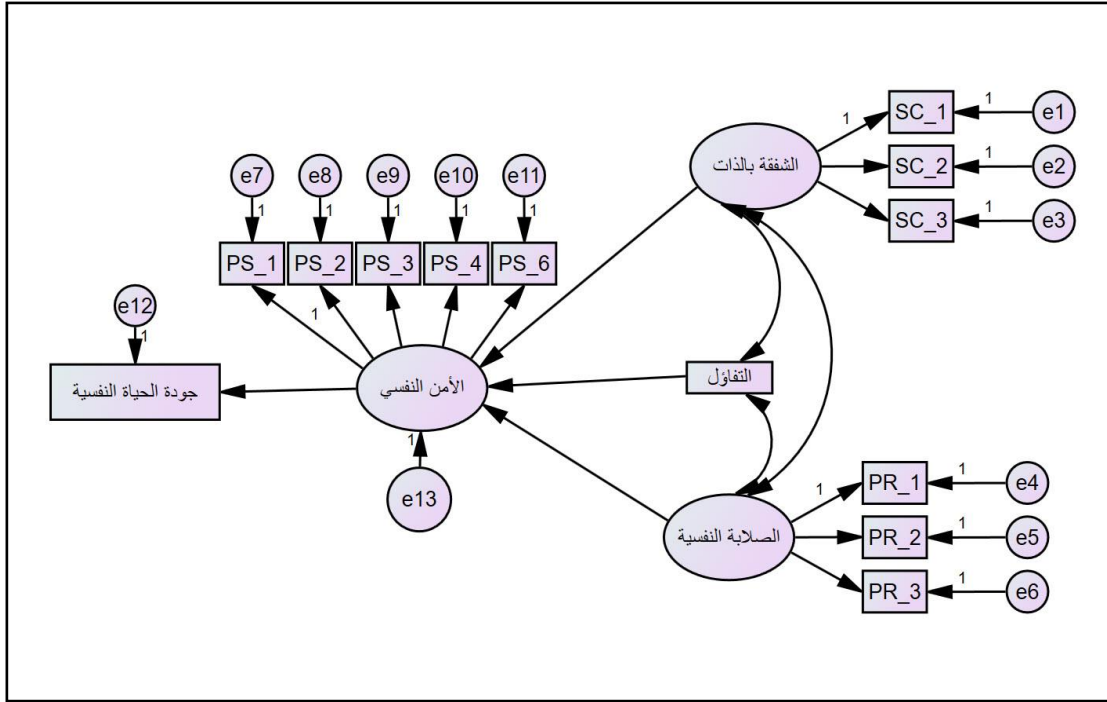 SC_1
1
1
e1
SC_2
1
e2
SC_3
1
e3
الشفقة بالذات
e7
e8
e9
e10
e11
1
1
1
1
1
PS_1
PS_2
PS_3
PS_4
PS_6
e12
1
1
جودة الحياة النفسية
الأمن النفسي
التفاؤل
1
e13
الصلابة النفسية
PR_1
1
1
e4
PR_2
1
e5
PR_3
1
e6